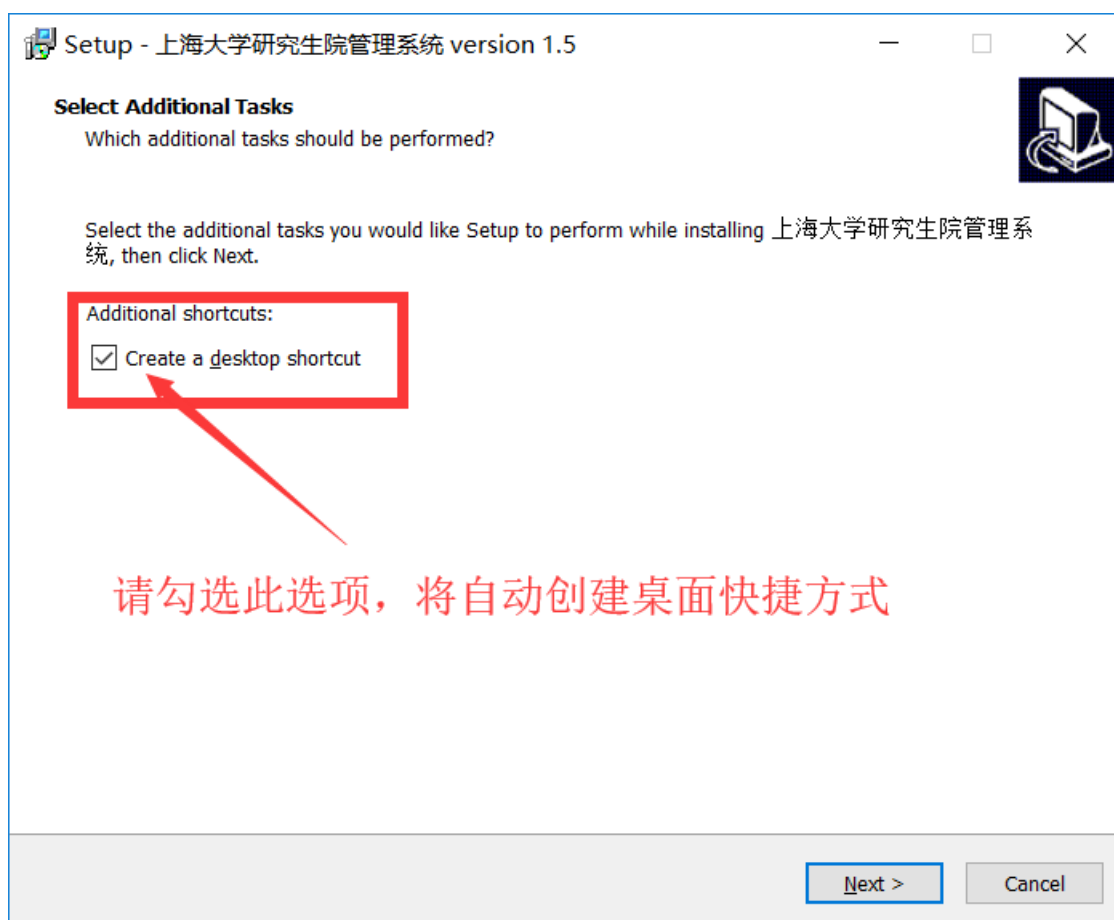 Setup - 上海大学研究生院管理系统 version 1.5
Select Additional Tasks
Which additional tasks should be performed?
Select the additional tasks you would like Setup to perform while installing 上海大学研究生院管理系
统, then click Next.
Additional shortcuts:
Create a desktop shortcut
请勾选此选项，将自动创建桌面快捷方式
Next >
Cancel